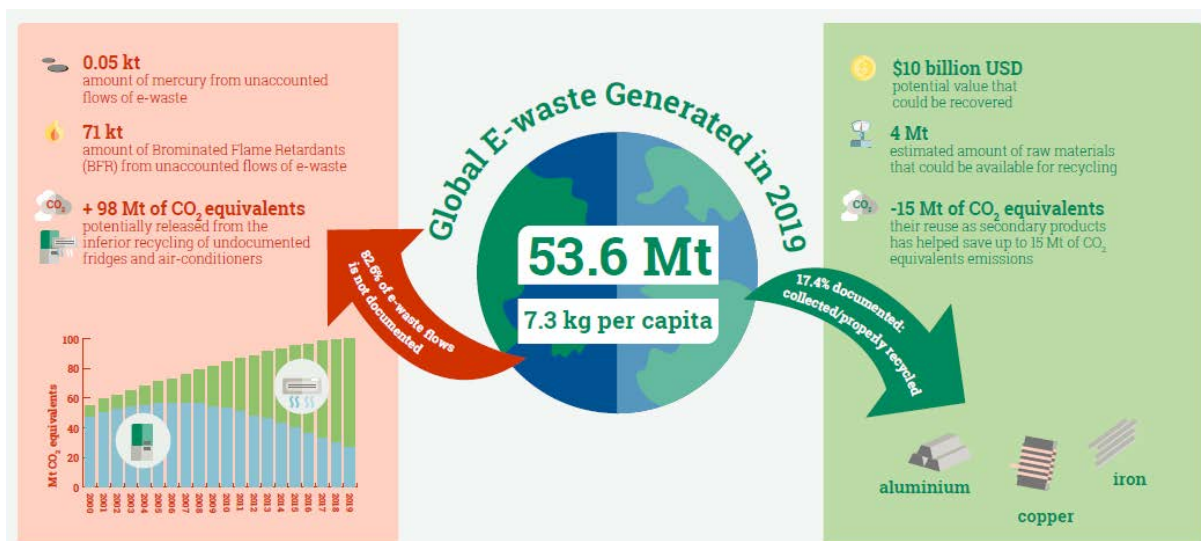 0.05 kt
amount of mercury from unaccounted
flows of e-waste
71 kt
amount of Brominated Flame Retardants
(BFR) from unaccounted flows of e-waste
CO₂
+ 98 Mt of CO₂ equivalents
potentially released from the
inferior recycling of undocumented
fridges and air-conditioners
Mt CO₂ equivalents
100
80
60
40
20
0
2000
2001
2002
2003
2004
2005
2006
2007
2008
2009
2010
2011
2012
2013
2014
2015
2016
2017
2018
2019
Global E-waste Generated in 2019
53.6 Mt
7.3 kg per capita
82.6% of e-waste flows
is not documented
17.4% documented:
collected/properly recycled
$10 billion USD
potential value that
could be recovered
4 Mt
estimated amount of raw materials
that could be available for recycling
CO₂
-15 Mt of CO₂ equivalents
their reuse as secondary products
has helped save up to 15 Mt of CO₂
equivalents emissions
aluminium
copper
iron